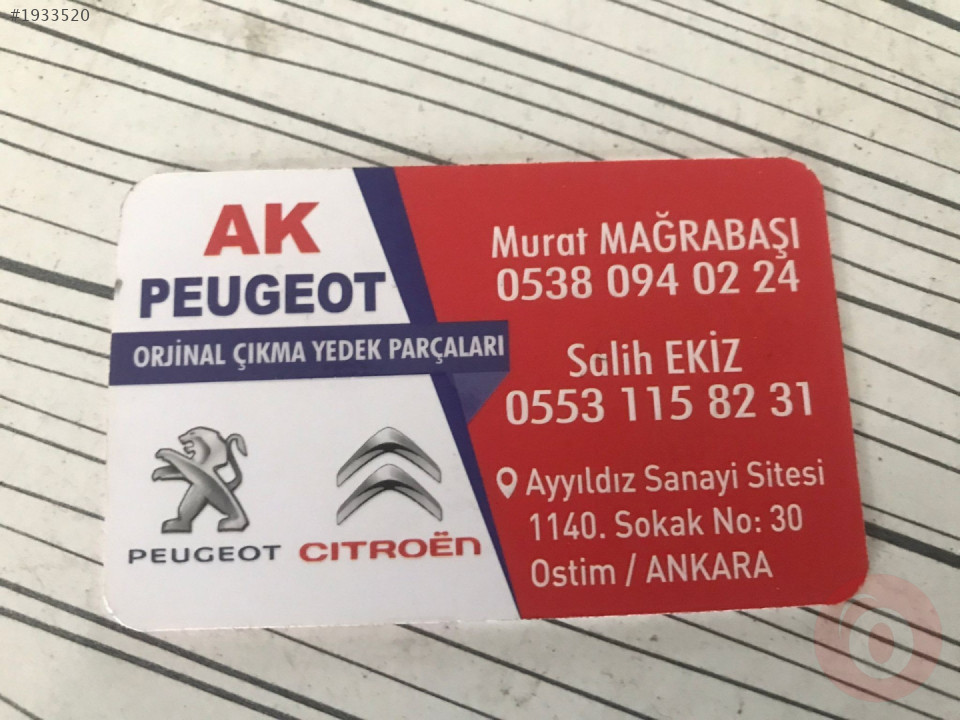 #1933520
AK
PEUGEOT
ORJİNAL ÇIKMA YEDEK PARÇALARI
PEUGEOT
CITROËN
Murat MAĞRABAŞI
0538 094 02 24
Salih EKİZ
0553 115 82 31
Ayyıldız Sanayi Sitesi
1140. Sokak No: 30
Ostim / ANKARA